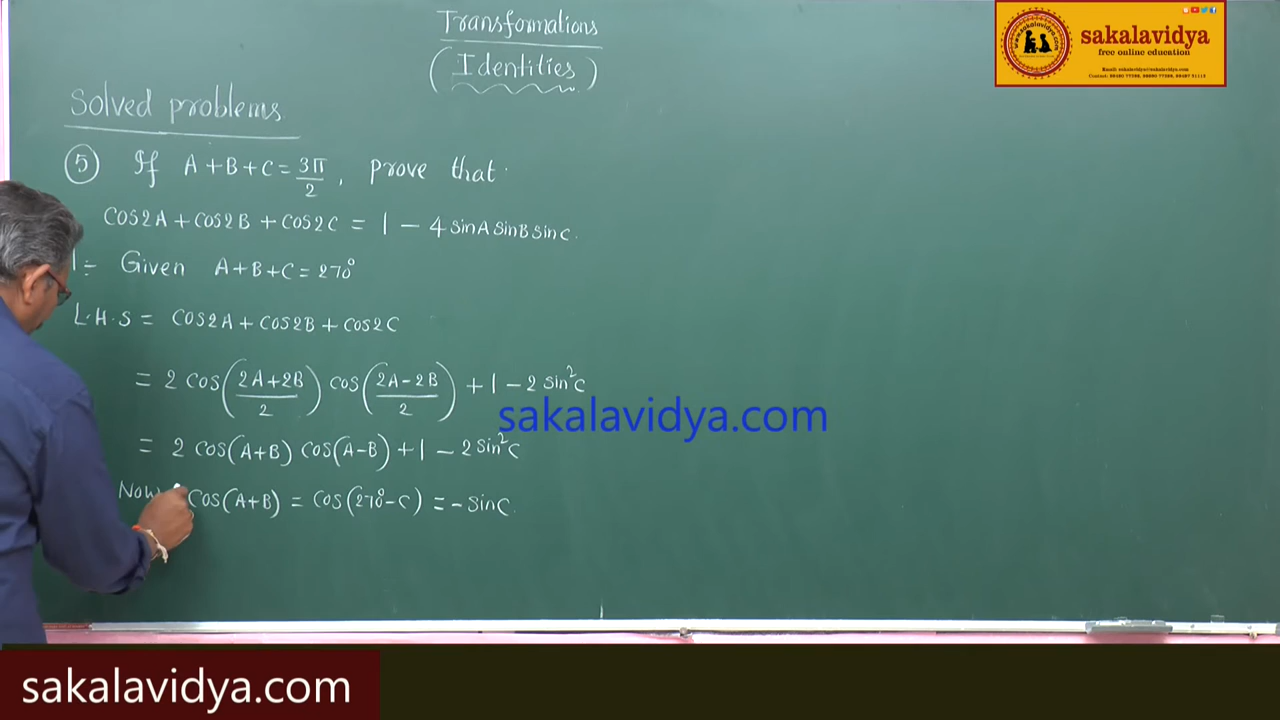 Transformations
(Identities)
sakalavidya
free online education
Solved problems
⑤ If A+B+C = 3π/2, prove that
cos2A + cos2B + cos2C = 1 - 4 sinA sinB sinC.
Given A+B+C = 270°
L.H.S = cos2A + cos2B + cos2C
= 2 cos((2A+2B)/2) cos((2A-2B)/2) + 1 - 2 sin²C
sakalavidya.com
= 2 cos(A+B) cos(A-B) + 1 - 2 sin²C
Now cos(A+B) = cos(270°-C) = -sinC.
sakalavidya.com